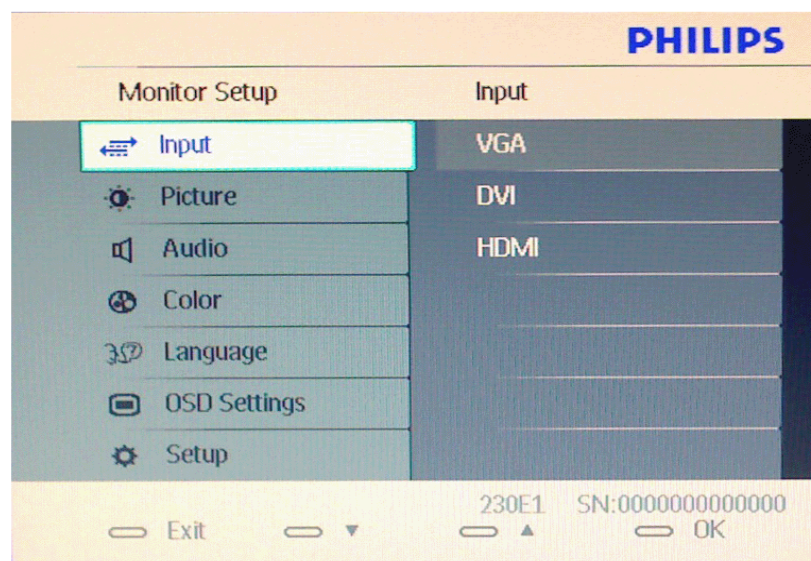 PHILIPS
Monitor Setup
Input
Input
Picture
Audio
Color
Language
OSD Settings
Setup
VGA
DVI
HDMI
230E1 SN:0000000000000
Exit ▼ ▲ OK